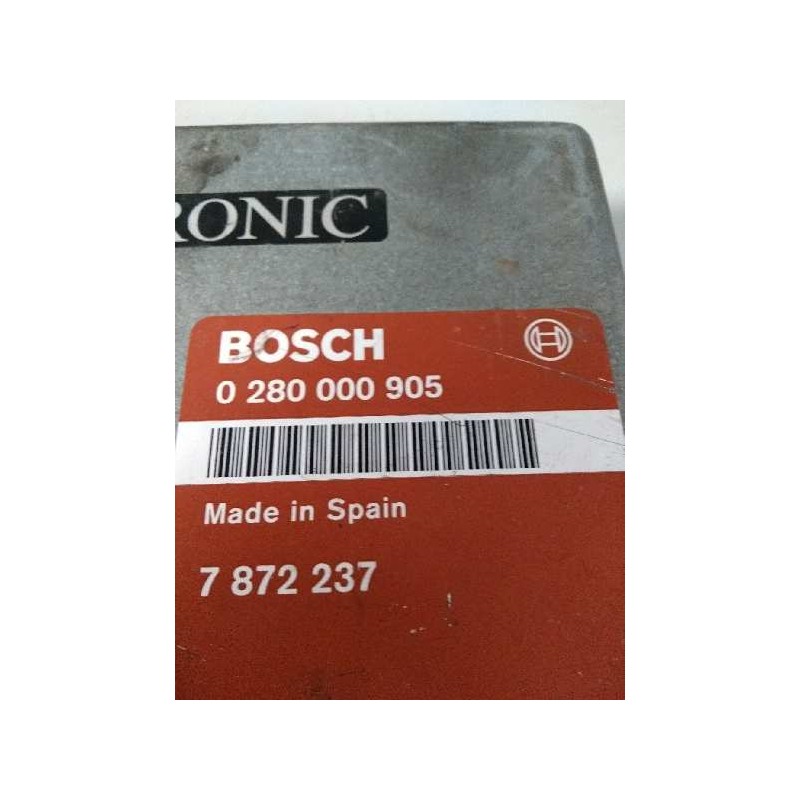 RONIC
BOSCH
0 280 000 905
Made in Spain
7 872 237